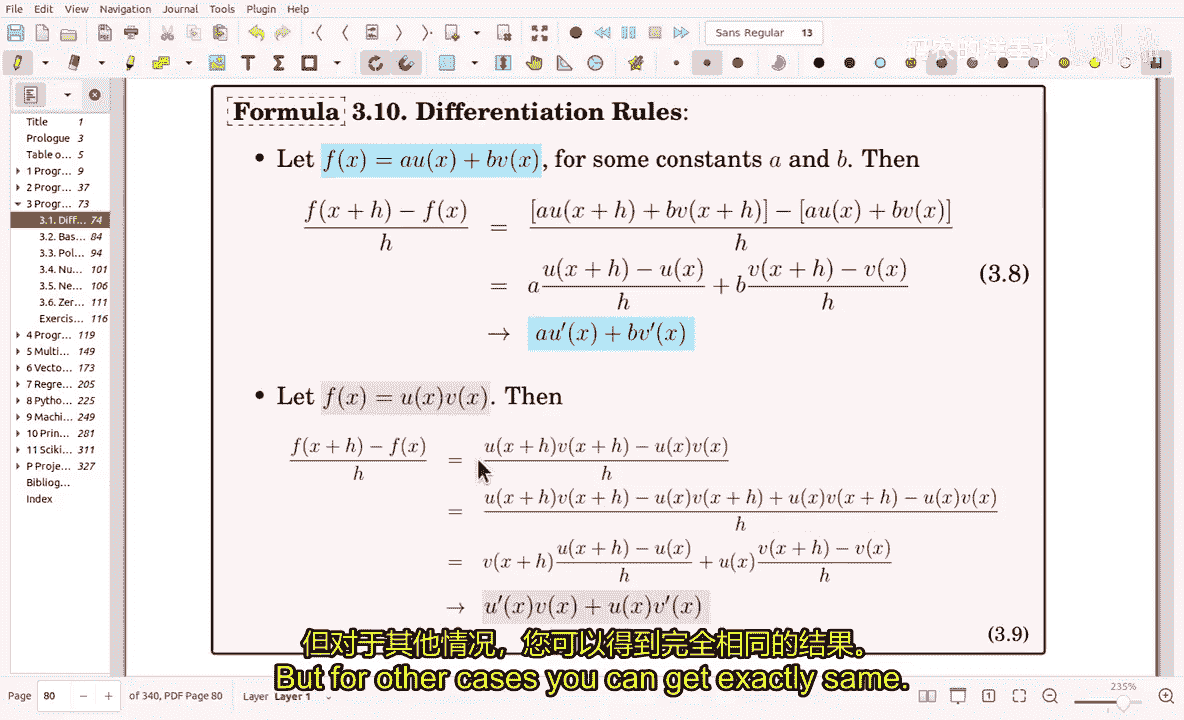 File Edit View Navigation Journal Tools Plugin Help
Sans Regular 13
Title 1
Prologue 3
Table o... 5
1 Progr... 9
2 Progr... 37
3 Progr... 73
3.1. Diff... 74
3.2. Bas... 84
3.3. Pol... 94
3.4. Nu... 101
3.5. Ne... 106
3.6. Zer... 111
Exercis... 116
4 Progr... 119
5 Multi... 149
6 Vecto... 173
7 Regre... 205
8 Pytho... 225
9 Machi... 249
10 Prin... 281
11 Sciki... 311
P Proje... 327
Bibliog...
Index
Formula 3.10. Differentiation Rules:
• Let f(x) = au(x) + bv(x), for some constants a and b. Then
f(x + h) − f(x) / h = [au(x + h) + bv(x + h)] − [au(x) + bv(x)] / h
= a u(x + h) − u(x) / h + b v(x + h) − v(x) / h (3.8)
→ au′(x) + bv′(x)
• Let f(x) = u(x)v(x). Then
f(x + h) − f(x) / h = u(x + h)v(x + h) − u(x)v(x) / h
= u(x + h)v(x + h) − u(x)v(x + h) + u(x)v(x + h) − u(x)v(x) / h
= v(x + h) u(x + h) − u(x) / h + u(x) v(x + h) − v(x) / h
→ u′(x)v(x) + u(x)v′(x)
(3.9)
但对于其他情况，您可以得到完全相同的结果。
But for other cases you can get exactly same.
Page 80 − + of 340, PDF Page 80 Layer Layer 1 235%